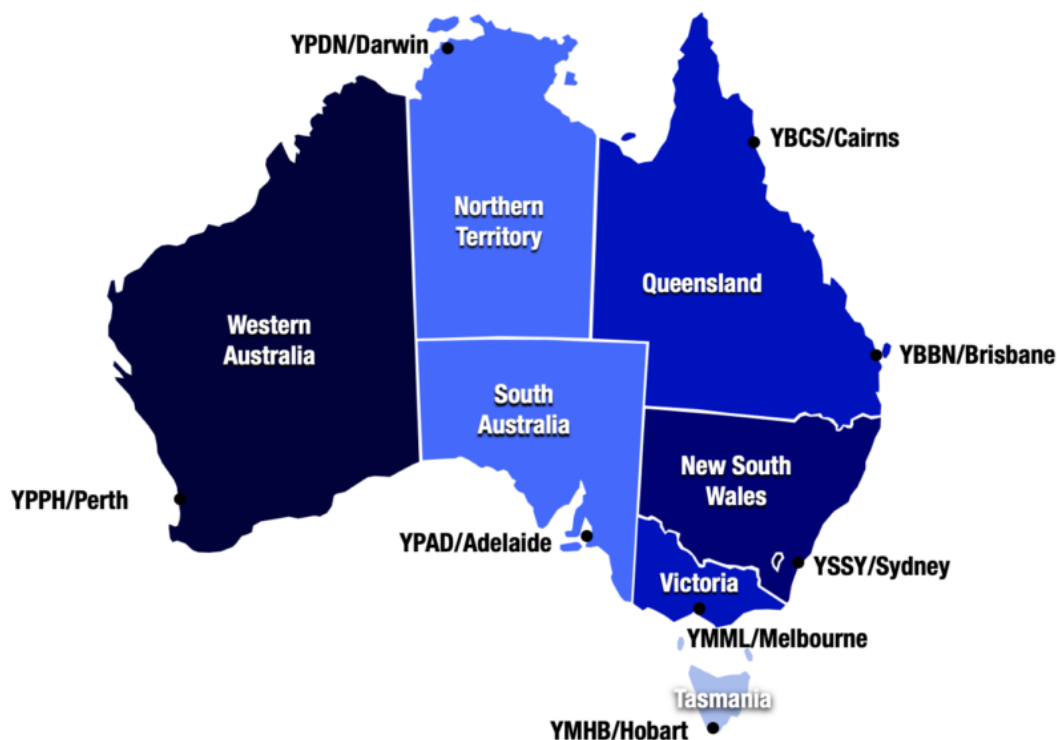 YPDN/Darwin
YBCS/Cairns
Northern
Territory
Queensland
Western
Australia
YBBN/Brisbane
South
Australia
New South
Wales
YPPH/Perth
YPAD/Adelaide
YSSY/Sydney
Victoria
YMML/Melbourne
Tasmania
YMHB/Hobart